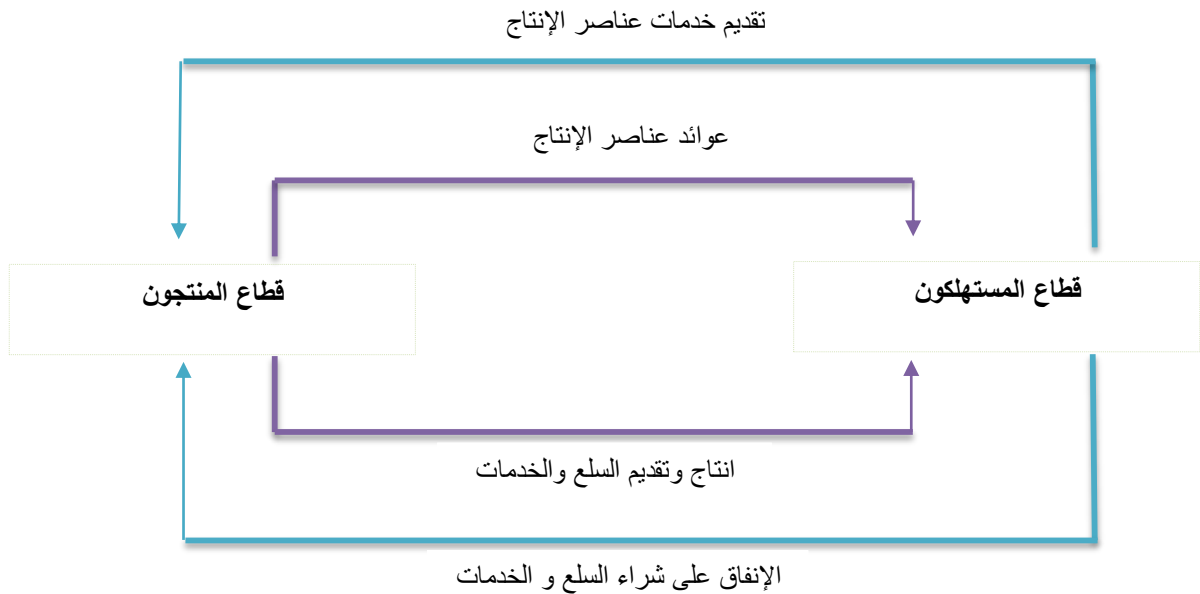 تقديم خدمات عناصر الإنتاج
عوائد عناصر الإنتاج
قطاع المستهلكون
قطاع المنتجون
انتاج وتقديم السلع والخدمات
الإنفاق على شراء السلع و الخدمات